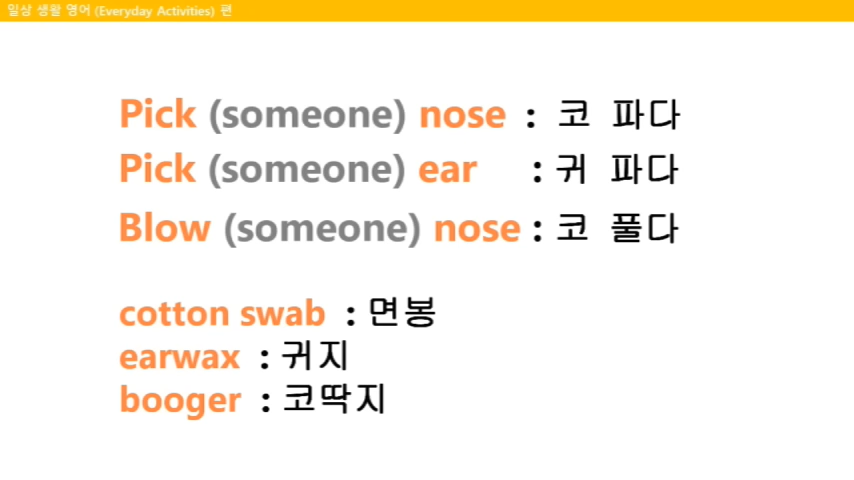 일상 생활 영어 (Everyday Activities) 편
Pick (someone) nose : 코 파다
Pick (someone) ear : 귀 파다
Blow (someone) nose : 코 풀다
cotton swab : 면봉
earwax : 귀지
booger : 코딱지